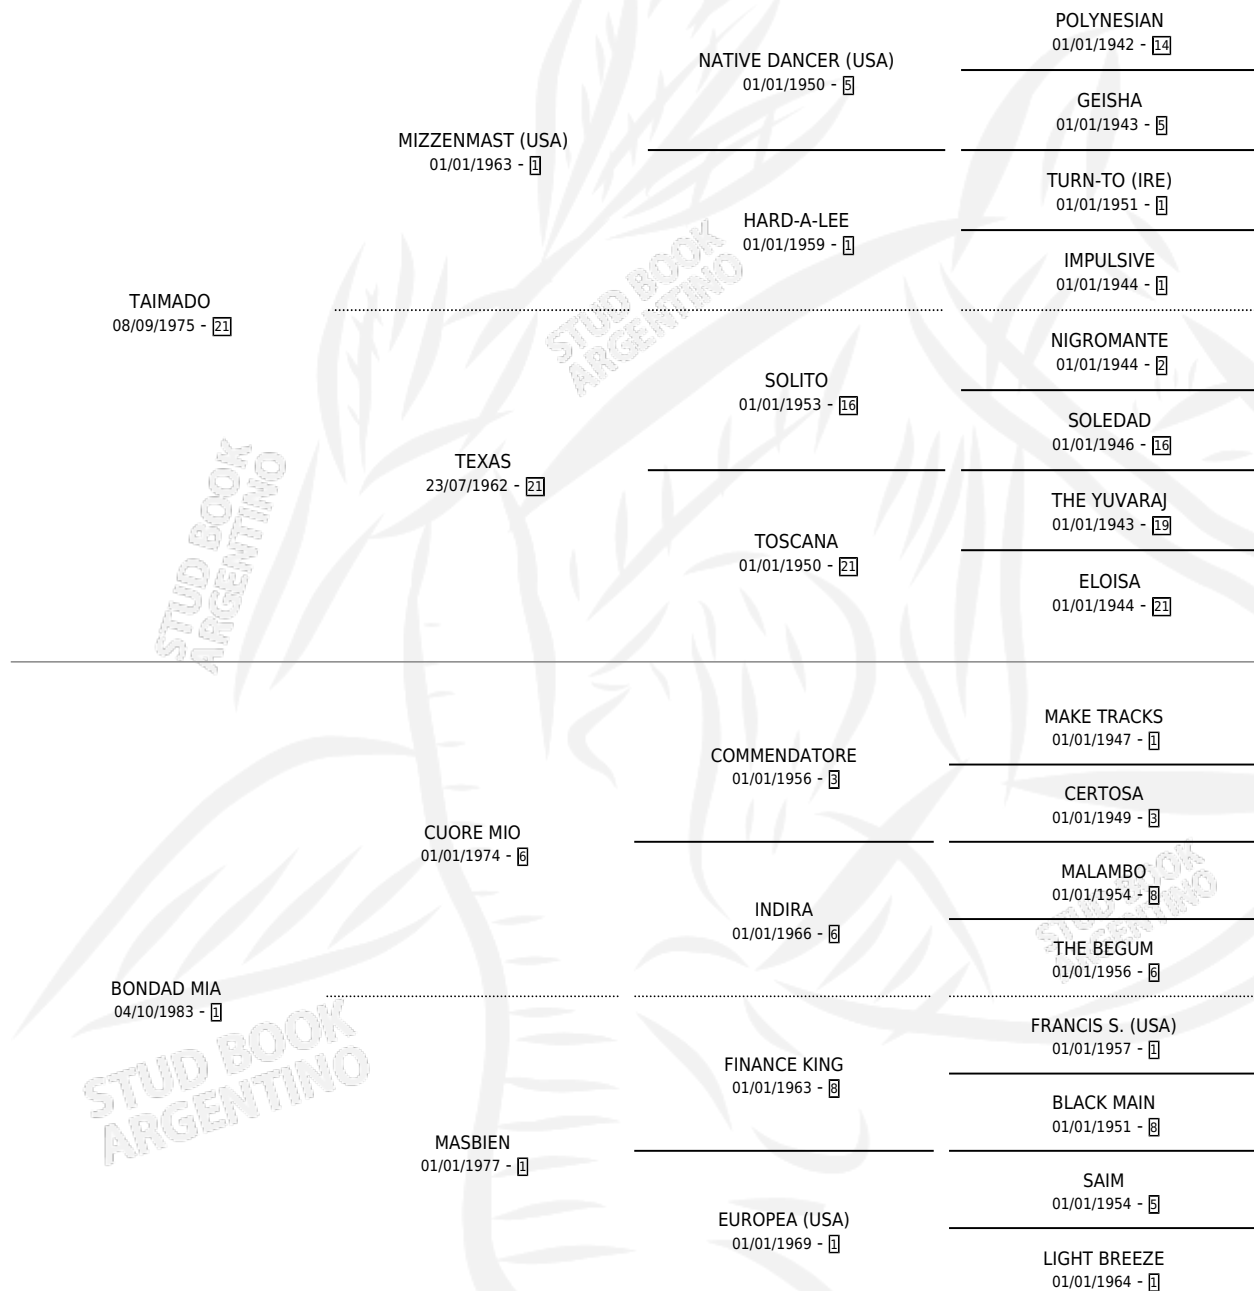 POLYNESIAN
01/01/1942 - 14
NATIVE DANCER (USA)
01/01/1950 - 5
GEISHA
01/01/1943 - 5
MIZZENMAST (USA)
01/01/1963 - 1
TURN-TO (IRE)
01/01/1951 - 1
HARD-A-LEE
01/01/1959 - 1
IMPULSIVE
01/01/1944 - 1
TAIMADO
08/09/1975 - 21
NIGROMANTE
01/01/1944 - 2
SOLITO
01/01/1953 - 16
SOLEDAD
01/01/1946 - 16
TEXAS
23/07/1962 - 21
THE YUVARAJ
01/01/1943 - 19
TOSCANA
01/01/1950 - 21
ELOISA
01/01/1944 - 21
MAKE TRACKS
01/01/1947 - 1
COMMENDATORE
01/01/1956 - 3
CERTOSA
01/01/1949 - 3
CUORE MIO
01/01/1974 - 6
MALAMBO
01/01/1954 - 8
INDIRA
01/01/1966 - 6
THE BEGUM
01/01/1956 - 6
BONDAD MIA
04/10/1983 - 1
FRANCIS S. (USA)
01/01/1957 - 1
FINANCE KING
01/01/1963 - 8
BLACK MAIN
01/01/1951 - 8
MASBIEN
01/01/1977 - 1
SAIM
01/01/1954 - 5
EUROPEA (USA)
01/01/1969 - 1
LIGHT BREEZE
01/01/1964 - 1
STUD BOOK
ARGENTINO
STUD BOOK
ARGENTINO
STUD BOOK
ARGENTINO
STUD BOOK
ARGENTINO